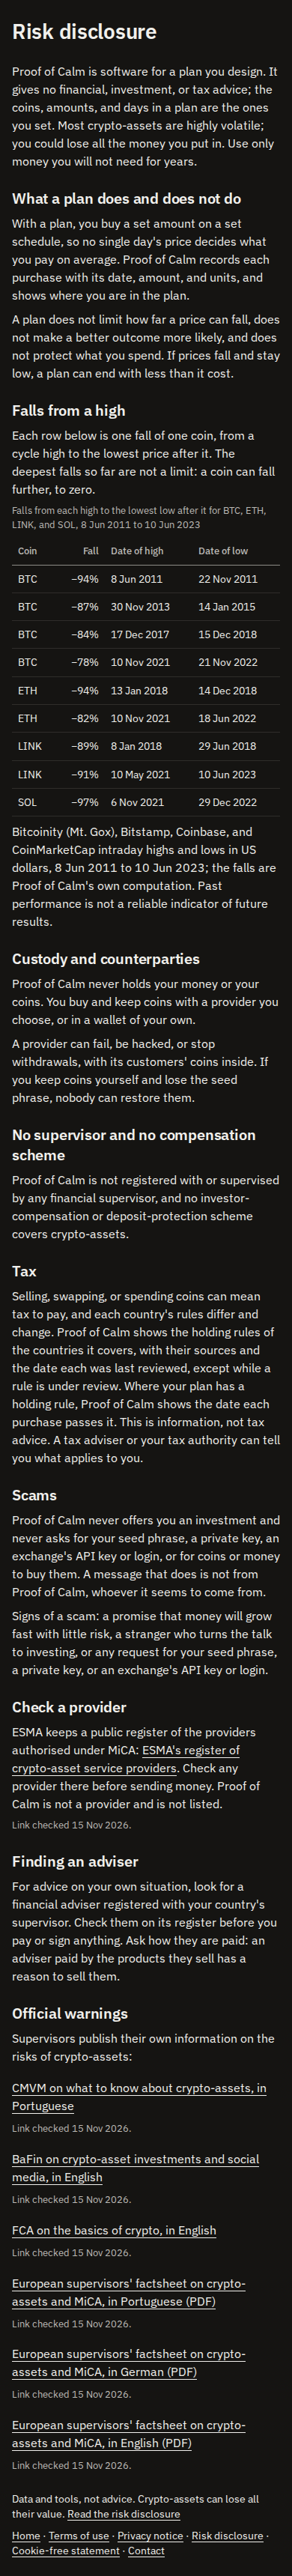 Risk disclosure
Proof of Calm is software for a plan you design. It
gives no financial, investment, or tax advice; the
coins, amounts, and days in a plan are the ones
you set. Most crypto-assets are highly volatile;
you could lose all the money you put in. Use only
money you will not need for years.
What a plan does and does not do
With a plan, you buy a set amount on a set
schedule, so no single day's price decides what
you pay on average. Proof of Calm records each
purchase with its date, amount, and units, and
shows where you are in the plan.
A plan does not limit how far a price can fall, does
not make a better outcome more likely, and does
not protect what you spend. If prices fall and stay
low, a plan can end with less than it cost.
Falls from a high
Each row below is one fall of one coin, from a
cycle high to the lowest price after it. The
deepest falls so far are not a limit: a coin can fall
further, to zero.
Falls from each high to the lowest low after it for BTC, ETH,
LINK, and SOL, 8 Jun 2011 to 10 Jun 2023
Coin Fall Date of high Date of low
BTC −94% 8 Jun 2011 22 Nov 2011
BTC −87% 30 Nov 2013 14 Jan 2015
BTC −84% 17 Dec 2017 15 Dec 2018
BTC −78% 10 Nov 2021 21 Nov 2022
ETH −94% 13 Jan 2018 14 Dec 2018
ETH −82% 10 Nov 2021 18 Jun 2022
LINK −89% 8 Jan 2018 29 Jun 2018
LINK −91% 10 May 2021 10 Jun 2023
SOL −97% 6 Nov 2021 29 Dec 2022
Bitcoinity (Mt. Gox), Bitstamp, Coinbase, and
CoinMarketCap intraday highs and lows in US
dollars, 8 Jun 2011 to 10 Jun 2023; the falls are
Proof of Calm's own computation. Past
performance is not a reliable indicator of future
results.
Custody and counterparties
Proof of Calm never holds your money or your
coins. You buy and keep coins with a provider you
choose, or in a wallet of your own.
A provider can fail, be hacked, or stop
withdrawals, with its customers' coins inside. If
you keep coins yourself and lose the seed
phrase, nobody can restore them.
No supervisor and no compensation
scheme
Proof of Calm is not registered with or supervised
by any financial supervisor, and no investor-
compensation or deposit-protection scheme
covers crypto-assets.
Tax
Selling, swapping, or spending coins can mean
tax to pay, and each country's rules differ and
change. Proof of Calm shows the holding rules of
the countries it covers, with their sources and
the date each was last reviewed, except while a
rule is under review. Where your plan has a
holding rule, Proof of Calm shows the date each
purchase passes it. This is information, not tax
advice. A tax adviser or your tax authority can tell
you what applies to you.
Scams
Proof of Calm never offers you an investment and
never asks for your seed phrase, a private key, an
exchange's API key or login, or for coins or money
to buy them. A message that does is not from
Proof of Calm, whoever it seems to come from.
Signs of a scam: a promise that money will grow
fast with little risk, a stranger who turns the talk
to investing, or any request for your seed phrase,
a private key, or an exchange's API key or login.
Check a provider
ESMA keeps a public register of the providers
authorised under MiCA: ESMA's register of
crypto-asset service providers. Check any
provider there before sending money. Proof of
Calm is not a provider and is not listed.
Link checked 15 Nov 2026.
Finding an adviser
For advice on your own situation, look for a
financial adviser registered with your country's
supervisor. Check them on its register before you
pay or sign anything. Ask how they are paid: an
adviser paid by the products they sell has a
reason to sell them.
Official warnings
Supervisors publish their own information on the
risks of crypto-assets:
CMVM on what to know about crypto-assets, in
Portuguese
Link checked 15 Nov 2026.
BaFin on crypto-asset investments and social
media, in English
Link checked 15 Nov 2026.
FCA on the basics of crypto, in English
Link checked 15 Nov 2026.
European supervisors' factsheet on crypto-
assets and MiCA, in Portuguese (PDF)
Link checked 15 Nov 2026.
European supervisors' factsheet on crypto-
assets and MiCA, in German (PDF)
Link checked 15 Nov 2026.
European supervisors' factsheet on crypto-
assets and MiCA, in English (PDF)
Link checked 15 Nov 2026.
Data and tools, not advice. Crypto-assets can lose all
their value. Read the risk disclosure
Home · Terms of use · Privacy notice · Risk disclosure ·
Cookie-free statement · Contact